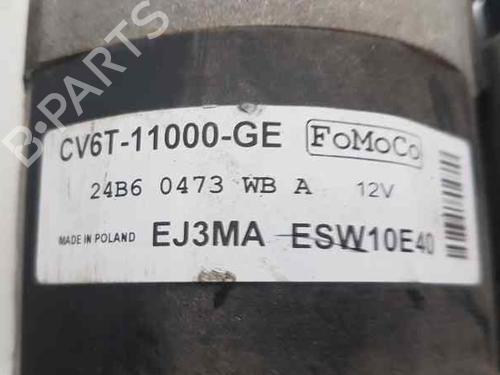 B-PARTS
CV6T-11000-GE FoMoCo
24B6 0473 WB A 12V
MADE IN POLAND EJ3MA ESW10E40